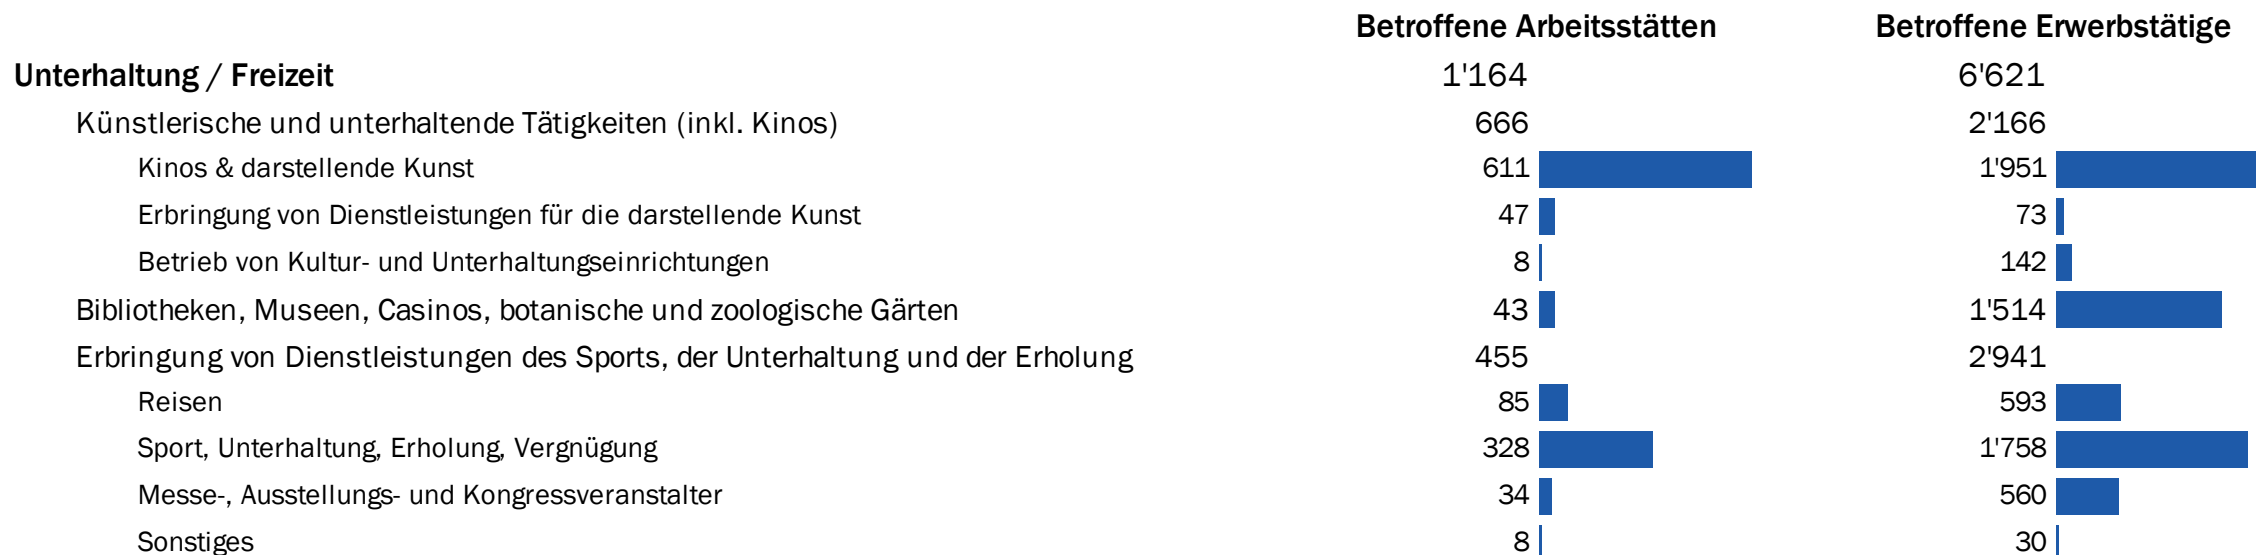 Betroffene Arbeitsstätten Betroffene Erwerbstätige
Unterhaltung / Freizeit 1'164 6'621
Künstlerische und unterhaltende Tätigkeiten (inkl. Kinos) 666 2'166
Kinos & darstellende Kunst 611 1'951
Erbringung von Dienstleistungen für die darstellende Kunst 47 73
Betrieb von Kultur- und Unterhaltungseinrichtungen 8 142
Bibliotheken, Museen, Casinos, botanische und zoologische Gärten 43 1'514
Erbringung von Dienstleistungen des Sports, der Unterhaltung und der Erholung 455 2'941
Reisen 85 593
Sport, Unterhaltung, Erholung, Vergnügung 328 1'758
Messe-, Ausstellungs- und Kongressveranstalter 34 560
Sonstiges 8 30